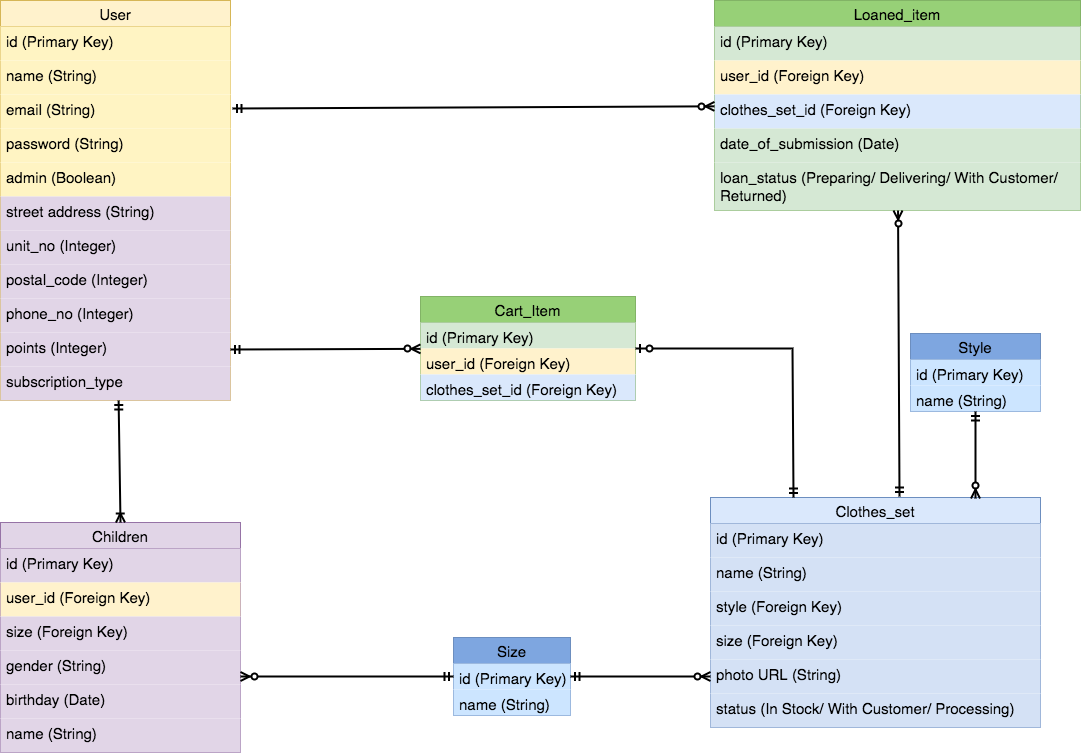 User
id (Primary Key)
name (String)
email (String)
password (String)
admin (Boolean)
street address (String)
unit_no (Integer)
postal_code (Integer)
phone_no (Integer)
points (Integer)
subscription_type
Loaned_item
id (Primary Key)
user_id (Foreign Key)
clothes_set_id (Foreign Key)
date_of_submission (Date)
loan_status (Preparing/ Delivering/ With Customer/
Returned)
Cart_Item
id (Primary Key)
user_id (Foreign Key)
clothes_set_id (Foreign Key)
Style
id (Primary Key)
name (String)
Children
id (Primary Key)
user_id (Foreign Key)
size (Foreign Key)
gender (String)
birthday (Date)
name (String)
Size
id (Primary Key)
name (String)
Clothes_set
id (Primary Key)
name (String)
style (Foreign Key)
size (Foreign Key)
photo URL (String)
status (In Stock/ With Customer/ Processing)